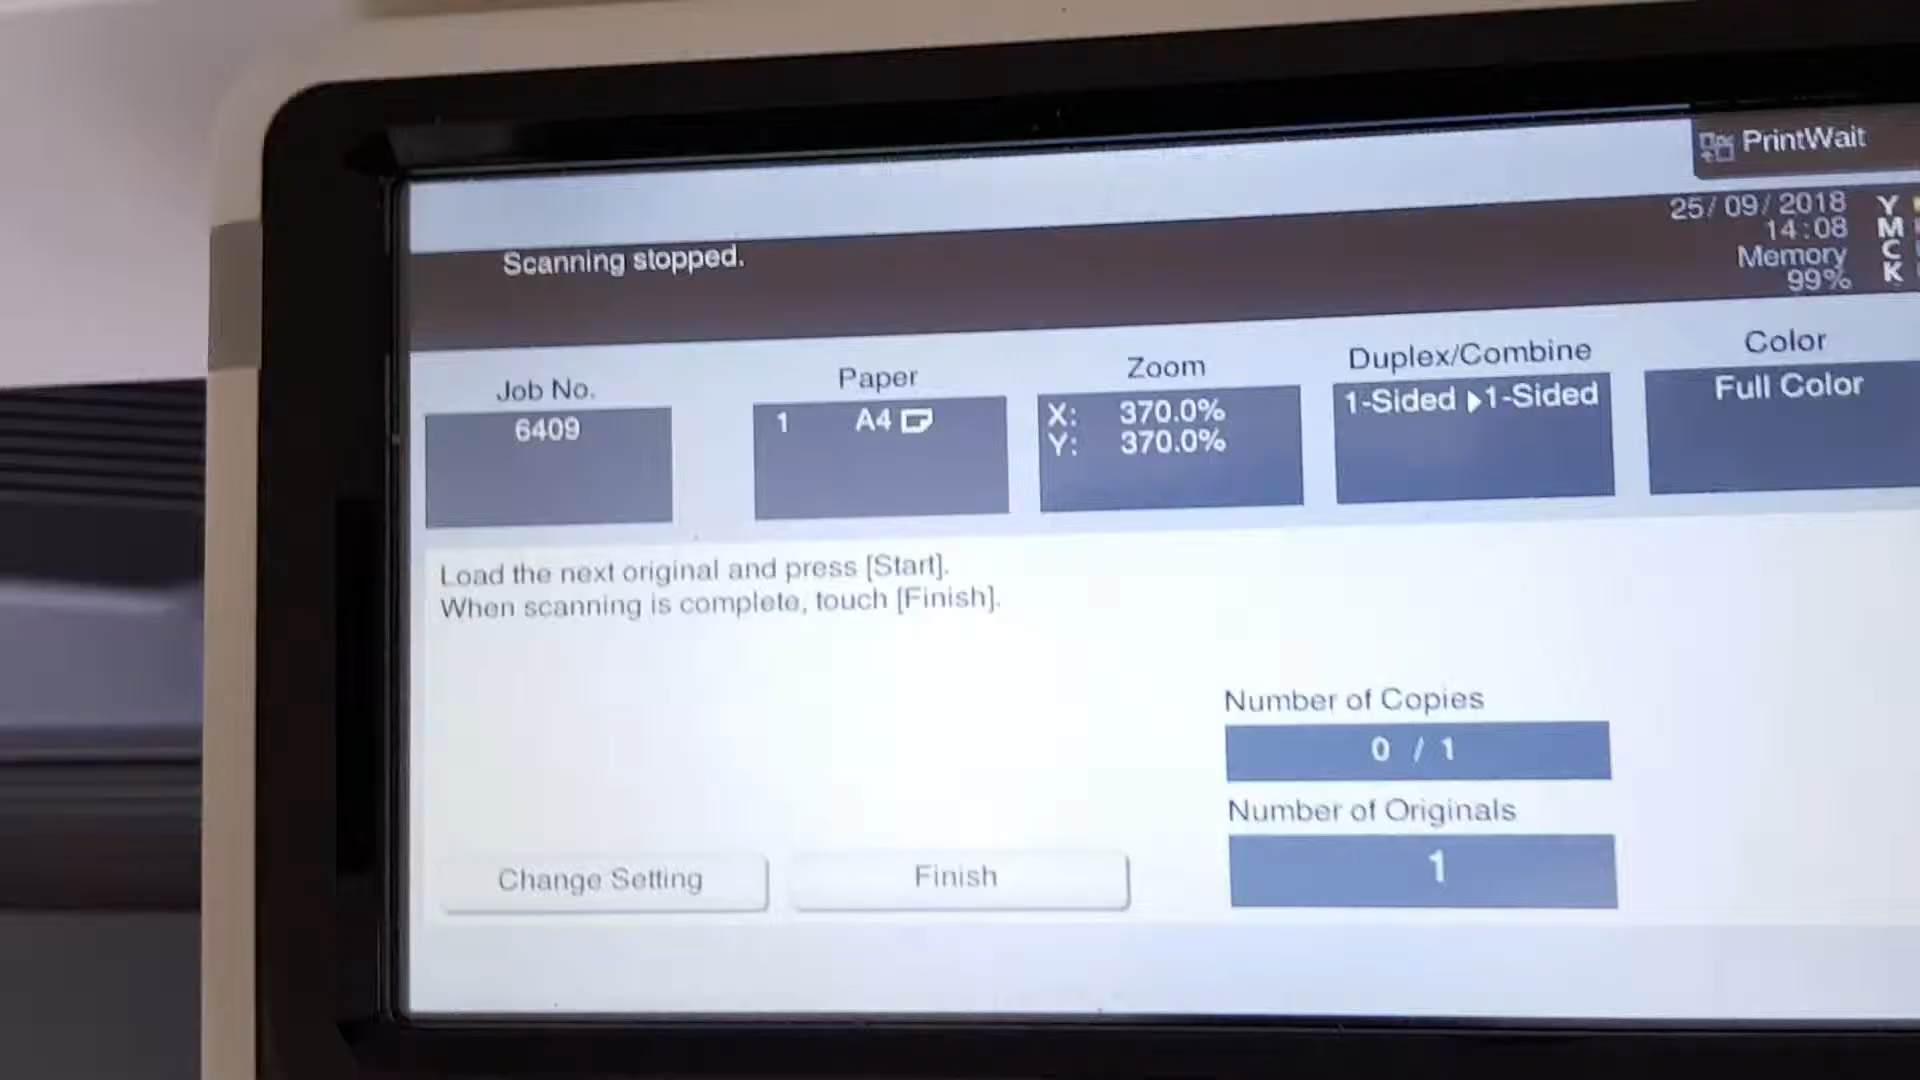 PrintWait
25/09/2018
14:08
Memory
99%
Y
M
C
K
Scanning stopped.
Job No.
6409
Paper
1 A4
Zoom
X: 370.0%
Y: 370.0%
Duplex/Combine
1-Sided ▶1-Sided
Color
Full Color
Load the next original and press [Start].
When scanning is complete, touch [Finish].
Number of Copies
0 / 1
Number of Originals
1
Change Setting
Finish